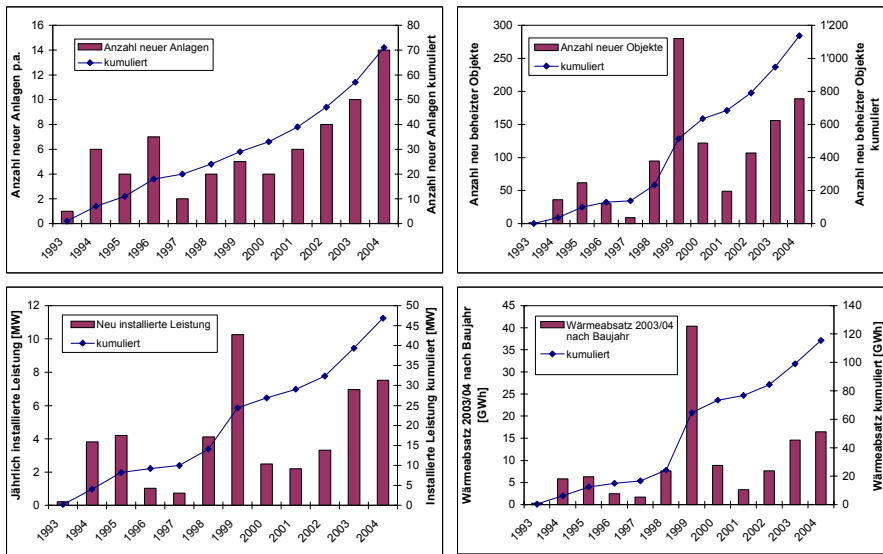 Anzahl neuer Anlagen p.a.
16
14
12
10
8
6
4
2
0
Anzahl neuer Anlagen
kumuliert
80
70
60
50
40
30
20
10
0
Anzahl neuer Anlagen kumuliert
1993 1994 1995 1996 1997 1998 1999 2000 2001 2002 2003 2004
Anzahl neu beheizter Objekte
300
250
200
150
100
50
0
Anzahl neuer Objekte
kumuliert
1200
1000
800
600
400
200
0
Anzahl neu beheizter Objekte
kumuliert
1993 1994 1995 1996 1997 1998 1999 2000 2001 2002 2003 2004
Jährlich installierte Leistung [MW]
12
10
8
6
4
2
0
Neu installierte Leistung
kumuliert
50
45
40
35
30
25
20
15
10
5
0
Installierte Leistung kumuliert [MW]
1993 1994 1995 1996 1997 1998 1999 2000 2001 2002 2003 2004
Wärmeabsatz 2003/04 nach Baujahr
[GWh]
45
40
35
30
25
20
15
10
5
0
Wärmeabsatz 2003/04
nach Baujahr
kumuliert
140
120
100
80
60
40
20
0
Wärmeabsatz kumuliert [GWh]
1993 1994 1995 1996 1997 1998 1999 2000 2001 2002 2003 2004